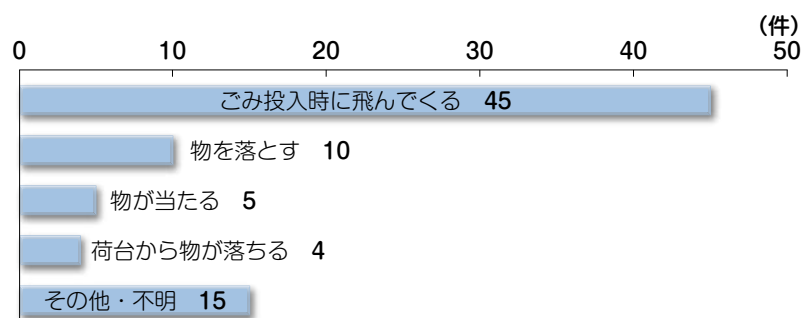 （件）
0 10 20 30 40 50
ごみ投入時に飛んでくる 45
物を落とす 10
物が当たる 5
荷台から物が落ちる 4
その他・不明 15